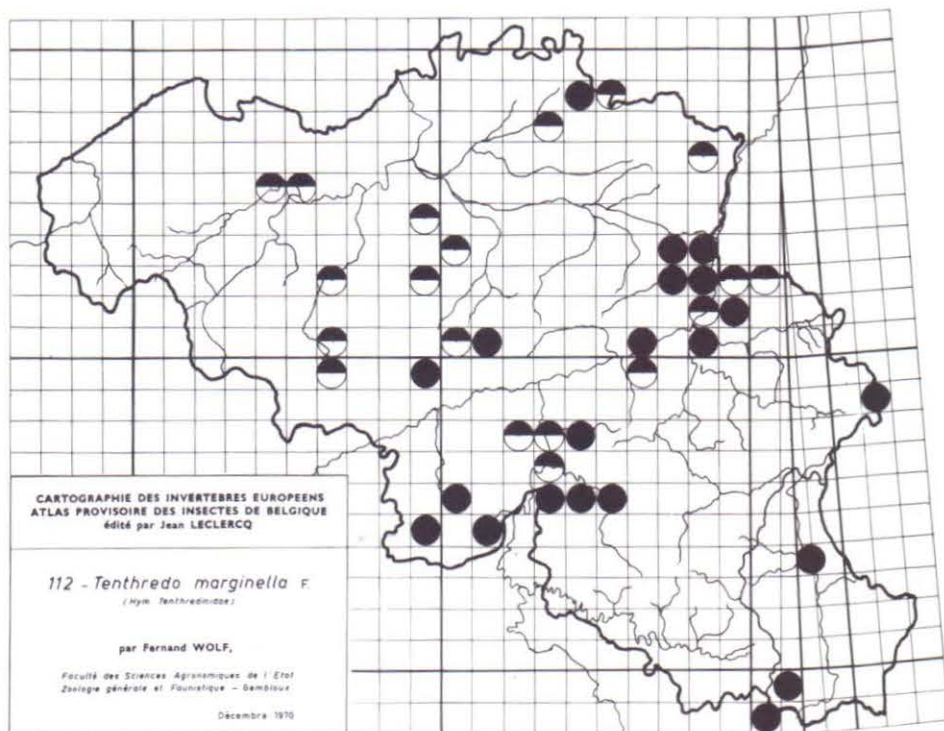 CARTOGRAPHIE DES INVERTEBRES EUROPEENS
ATLAS PROVISOIRE DES INSECTES DE BELGIQUE
édité par Jean LECLERCQ
112 - Tenthredo marginella F.
(Hym. Tenthredinidae)
par Fernand WOLF,
Faculté des Sciences Agronomiques de l'Etat
Zoologie générale et Faunistique - Gembloux
Décembre 1970